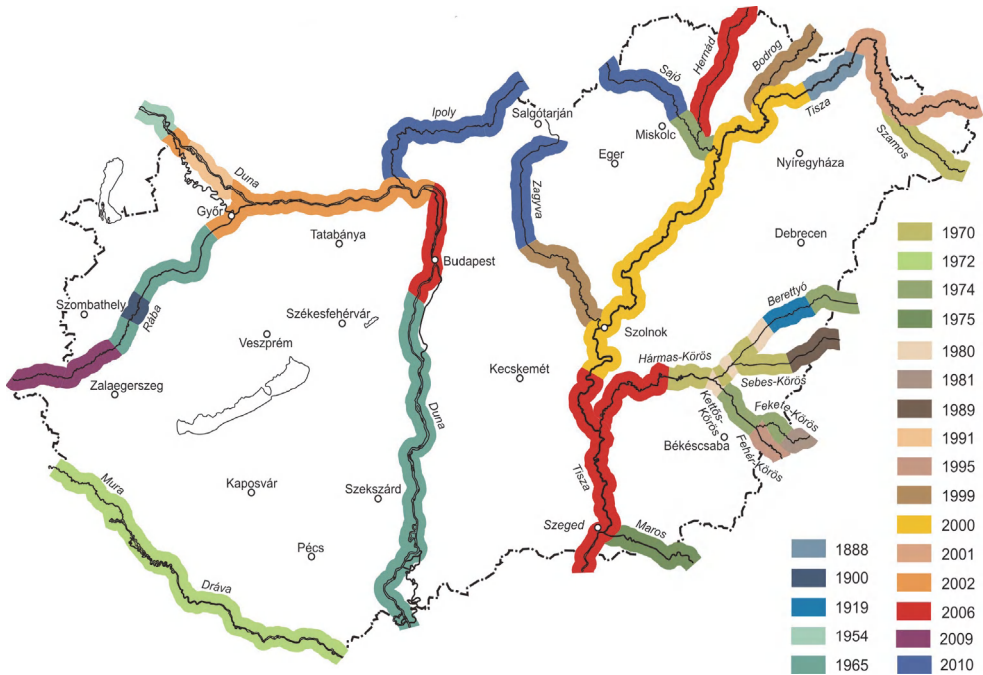 Ipoly
Sajó
Hernád
Bodrog
Tisza
Szamos
Salgótarján
Miskolc
Eger
Nyíregyháza
Duna
Győr
Zagyva
Tatabánya
Debrecen
Budapest
Szombathely
Rába
Székesfehérvár
Veszprém
Szolnok
Berettyó
Zalaegerszeg
Kecskemét
Hármas-Körös
Sebes-Körös
Kettős-
Körös
Fekete-Körös
Fehér-Körös
Békéscsaba
Duna
Mura
Kaposvár
Szekszárd
Tisza
Szeged
Maros
Pécs
Dráva
1888
1900
1919
1954
1965
1970
1972
1974
1975
1980
1981
1989
1991
1995
1999
2000
2001
2002
2006
2009
2010